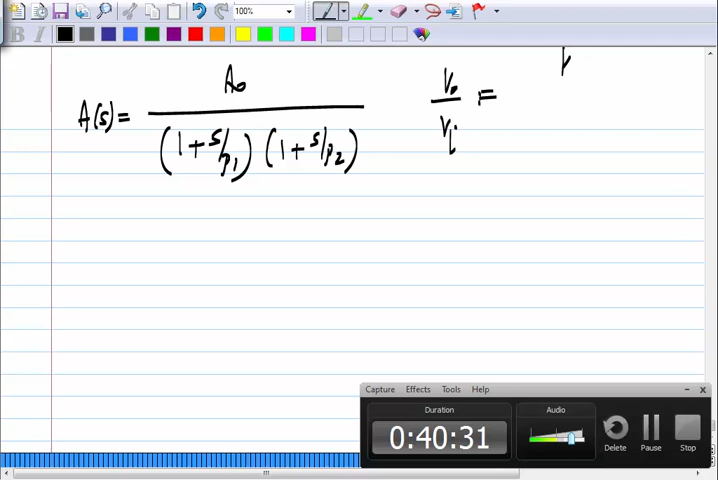 100%
B I
A(s) = A₀ / ((1 + s/p₁) (1 + s/p₂))
v₀ / vᵢ =
Capture Effects Tools Help
Duration
0:40:31
Audio
Delete Pause Stop